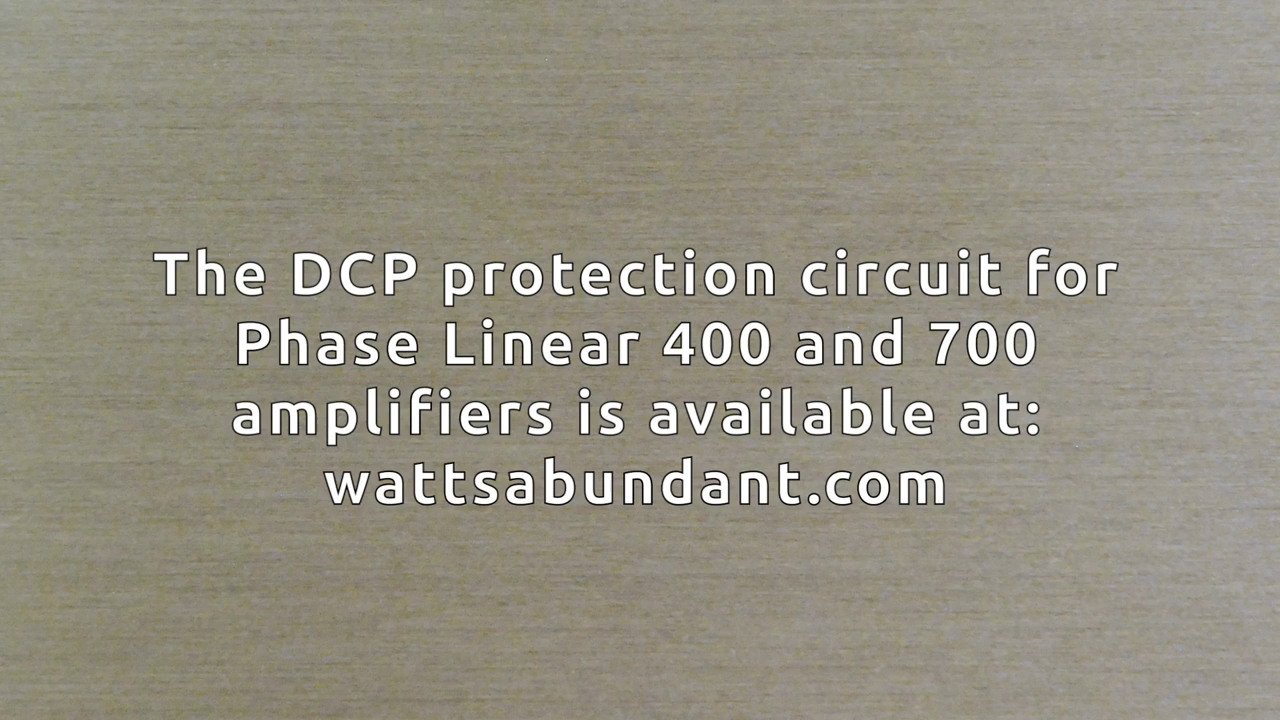 The DCP protection circuit for
Phase Linear 400 and 700
amplifiers is available at:
wattsabundant.com